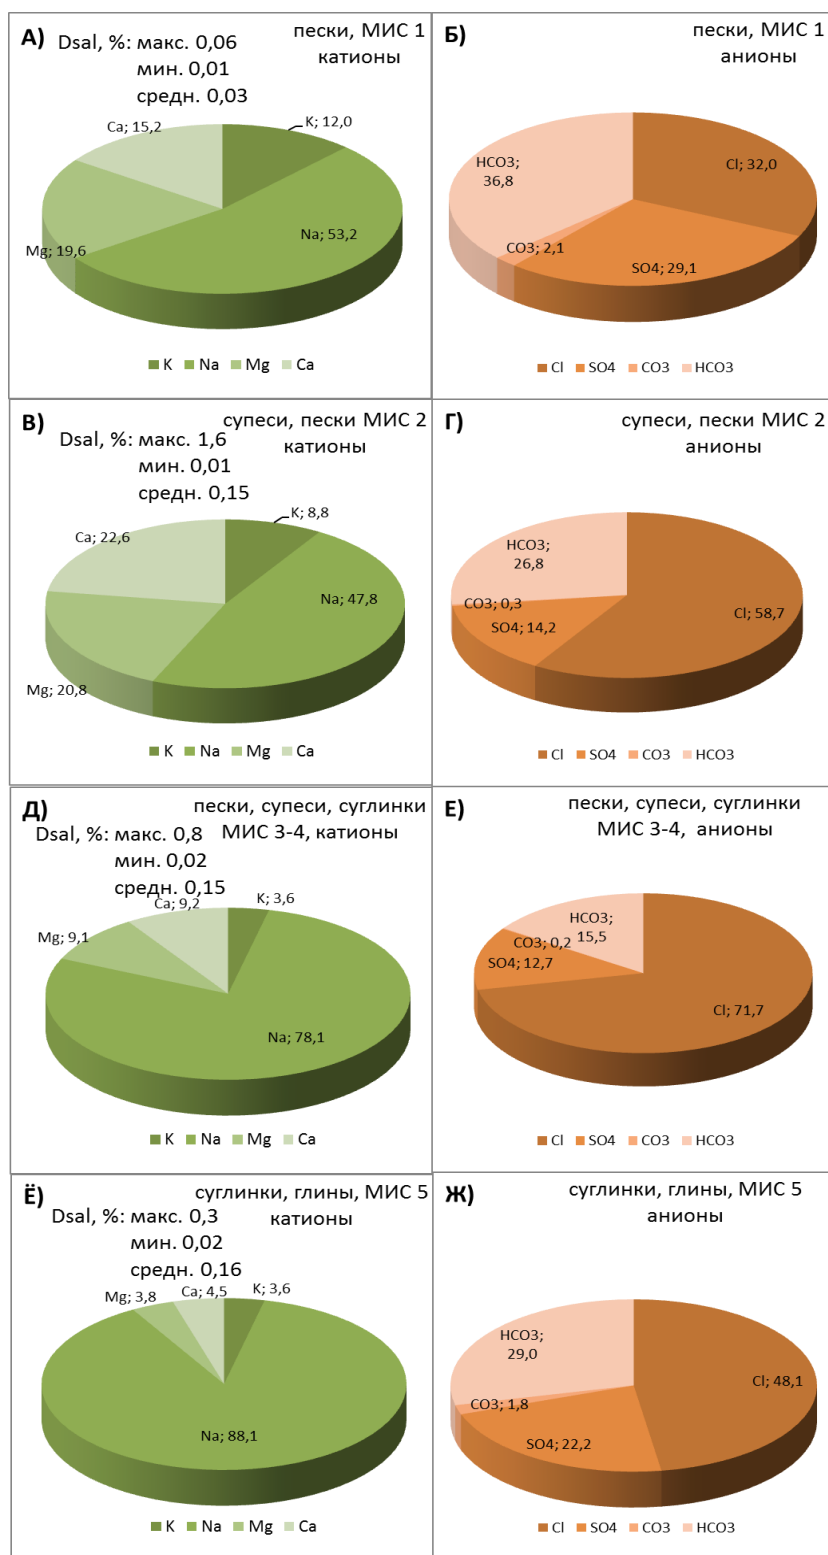 А)
пески, МИС 1
катионы
Dsal, %: макс. 0,06
мин. 0,01
средн. 0,03
Ca; 15,2
K; 12,0
Na; 53,2
Mg; 19,6
K Na Mg Ca
Б)
пески, МИС 1
анионы
HCO3;
36,8
Cl; 32,0
CO3; 2,1
SO4; 29,1
Cl SO4 CO3 HCO3
В)
супеси, пески МИС 2
катионы
Dsal, %: макс. 1,6
мин. 0,01
средн. 0,15
K; 8,8
Ca; 22,6
Na; 47,8
Mg; 20,8
K Na Mg Ca
Г)
супеси, пески МИС 2
анионы
HCO3;
26,8
CO3; 0,3
Cl; 58,7
SO4; 14,2
Cl SO4 CO3 HCO3
Д)
пески, супеси, суглинки
МИС 3-4, катионы
Dsal, %: макс. 0,8
мин. 0,02
средн. 0,15
Ca; 9,2
K; 3,6
Mg; 9,1
Na; 78,1
K Na Mg Ca
Е)
пески, супеси, суглинки
МИС 3-4, анионы
HCO3;
15,5
CO3; 0,2
SO4; 12,7
Cl; 71,7
Cl SO4 CO3 HCO3
Ё)
суглинки, глины, МИС 5
катионы
Dsal, %: макс. 0,3
мин. 0,02
средн. 0,16
Mg; 3,8
Ca; 4,5
K; 3,6
Na; 88,1
K Na Mg Ca
Ж)
суглинки, глины, МИС 5
анионы
HCO3;
29,0
Cl; 48,1
CO3; 1,8
SO4; 22,2
Cl SO4 CO3 HCO3